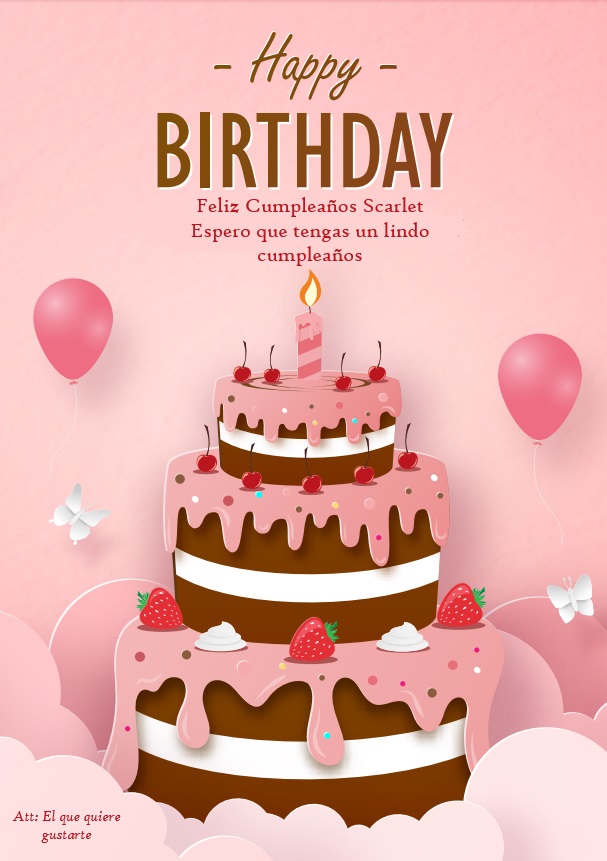 - Happy -
BIRTHDAY
Feliz Cumpleaños Scarlet
Espero que tengas un lindo
cumpleaños
Att: El que quiere
gustarte